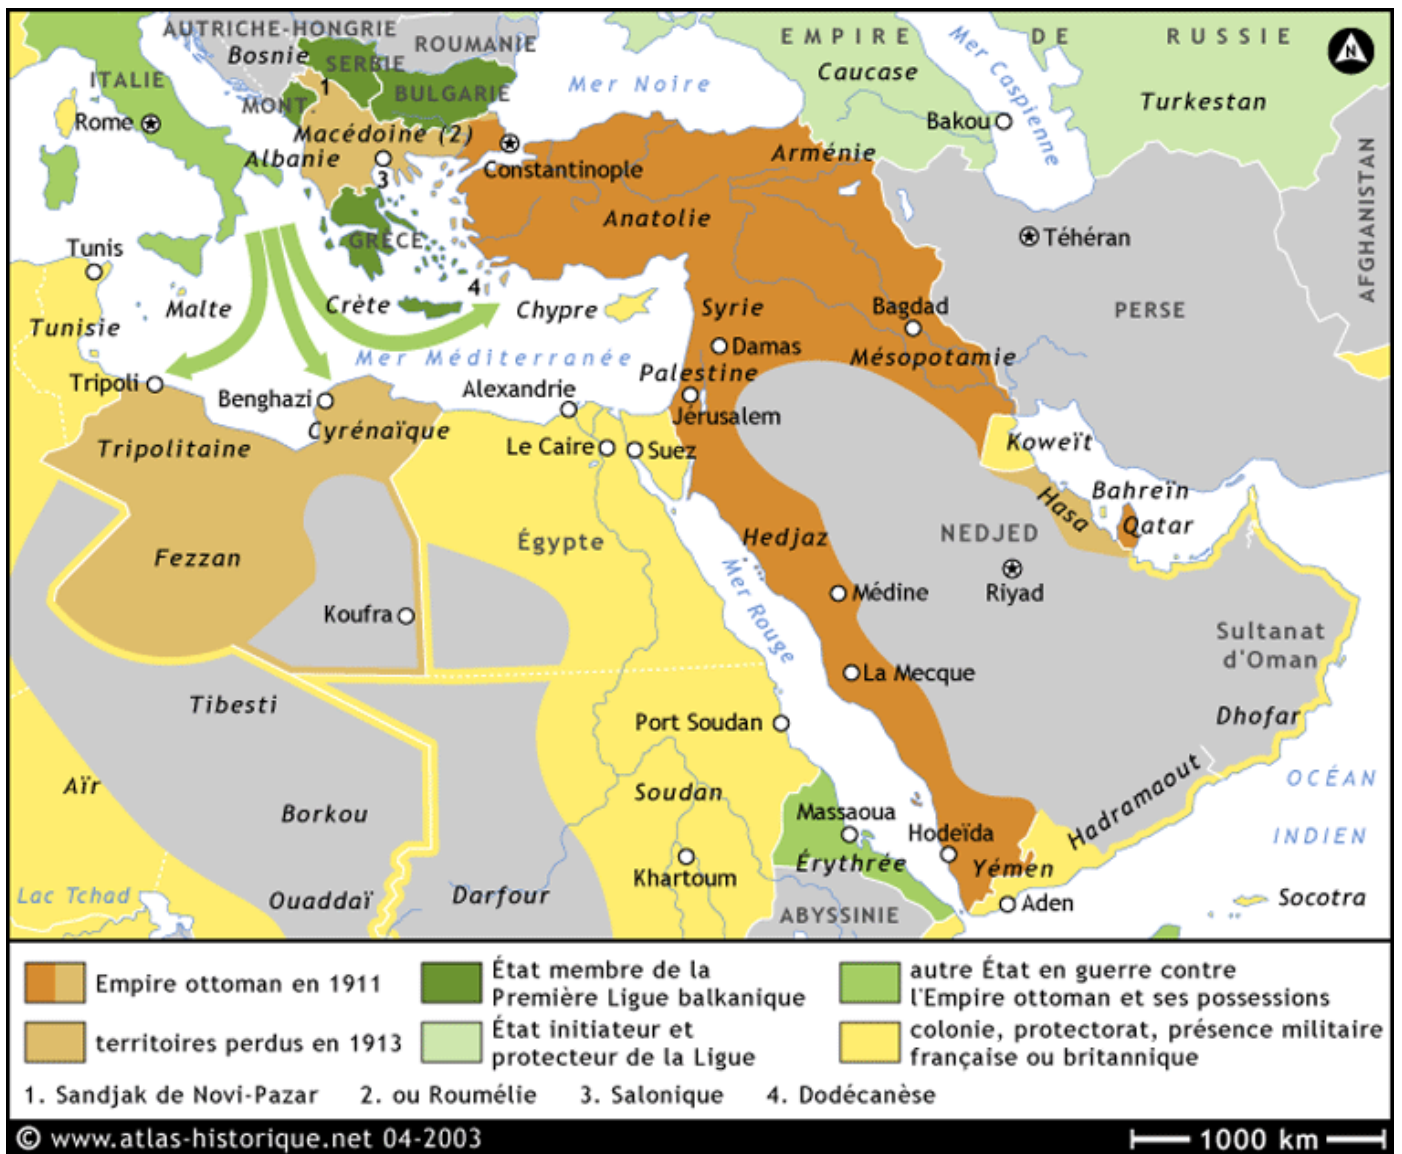 AUTRICHE-HONGRIE
Bosnie
SERBIE
ROUMANIE
BULGARIE
MONT.
1
ITALIE
Rome
Macédoine (2)
Albanie
3
GRÈCE
Constantinople
Mer Noire
EMPIRE DE RUSSIE
Caucase
Mer Caspienne
Turkestan
Bakou
N
Arménie
Anatolie
Téhéran
AFGHANISTAN
PERSE
Tunis
Malte
Tunisie
Crète
4
Chypre
Syrie
Bagdad
Damas
Mésopotamie
Mer Méditerranée
Palestine
Tripoli
Benghazi
Alexandrie
Jérusalem
Tripolitaine
Cyrénaïque
Le Caire
Suez
Koweït
Bahreïn
Hasa
Qatar
Fezzan
Égypte
Hedjaz
NEDJED
Riyad
Koufra
Mer Rouge
Médine
Sultanat
d'Oman
La Mecque
Tibesti
Port Soudan
Dhofar
Aïr
Borkou
Soudan
Massaoua
Hodeïda
Hadramaout
OCÉAN
INDIEN
Érythrée
Yémen
Khartoum
Lac Tchad
Ouaddaï
Darfour
ABYSSINIE
Aden
Socotra
Empire ottoman en 1911
territoires perdus en 1913
État membre de la
Première Ligue balkanique
État initiateur et
protecteur de la Ligue
autre État en guerre contre
l'Empire ottoman et ses possessions
colonie, protectorat, présence militaire
française ou britannique
1. Sandjak de Novi-Pazar 2. ou Roumélie 3. Salonique 4. Dodécanèse
© www.atlas-historique.net 04-2003
1000 km